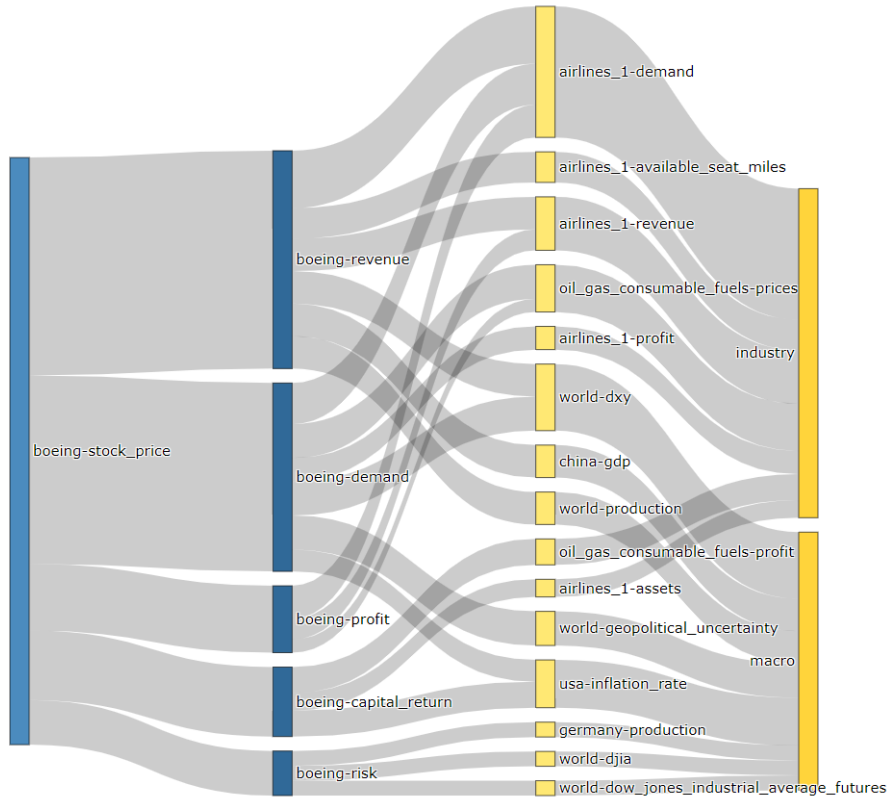 boeing-stock_price
boeing-revenue
boeing-demand
boeing-profit
boeing-capital_return
boeing-risk
airlines_1-demand
airlines_1-available_seat_miles
airlines_1-revenue
oil_gas_consumable_fuels-prices
airlines_1-profit
world-dxy
china-gdp
world-production
oil_gas_consumable_fuels-profit
airlines_1-assets
world-geopolitical_uncertainty
usa-inflation_rate
germany-production
world-djia
world-dow_jones_industrial_average_futures
industry
macro